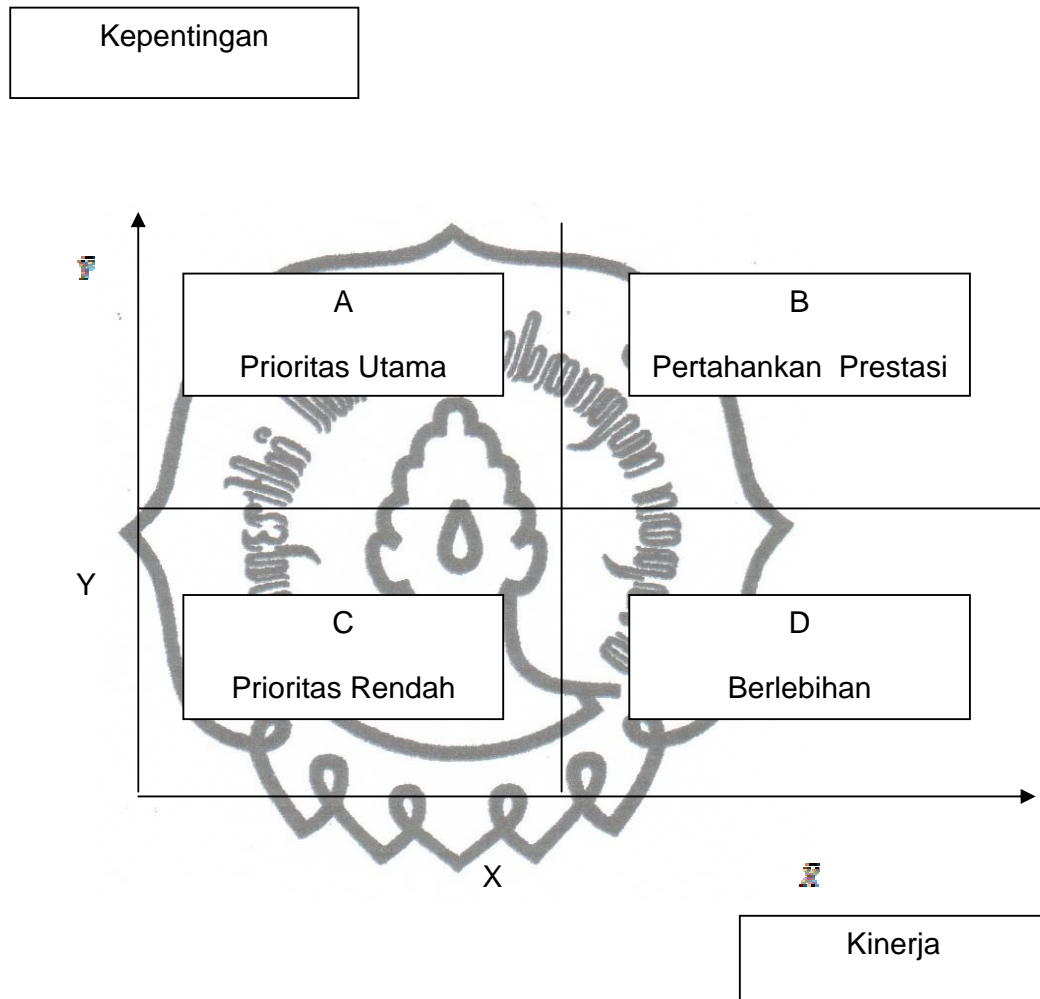 Kepentingan
A
Prioritas Utama
B
Pertahankan Prestasi
Y
C
Prioritas Rendah
D
Berlebihan
X
Kinerja